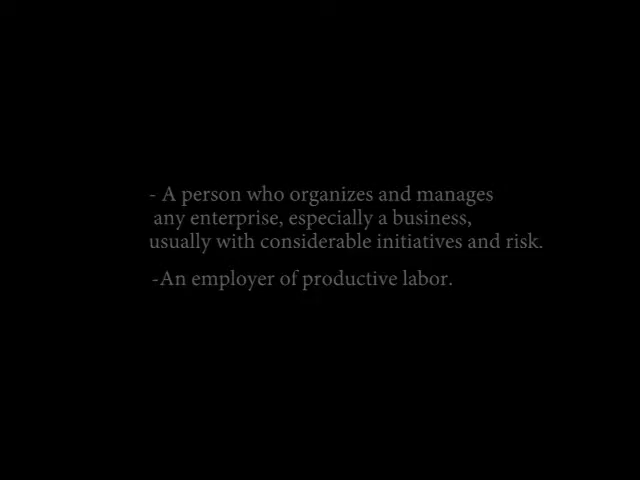 - A person who organizes and manages
any enterprise, especially a business,
usually with considerable initiatives and risk.
-An employer of productive labor.